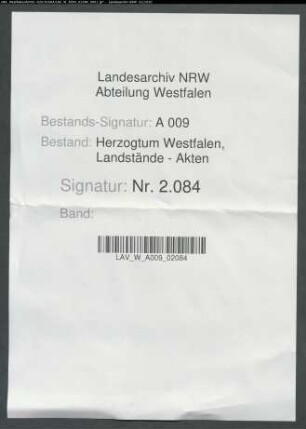 Landesarchiv NRW
Abteilung Westfalen
Bestands-Signatur: A 009
Bestand: Herzogtum Westfalen,
Landstände - Akten
Signatur: Nr. 2.084
Band:
LAV_W_A009_02084